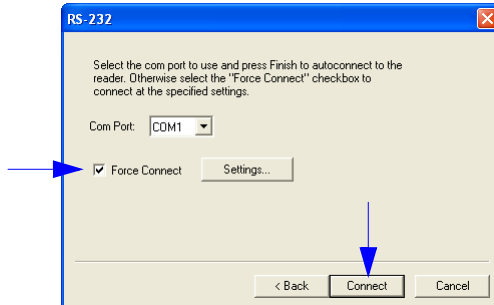 RS-232
Select the com port to use and press Finish to autoconnect to the
reader. Otherwise select the "Force Connect" checkbox to
connect at the specified settings.
Com Port: COM1
Force Connect Settings...
< Back Connect Cancel